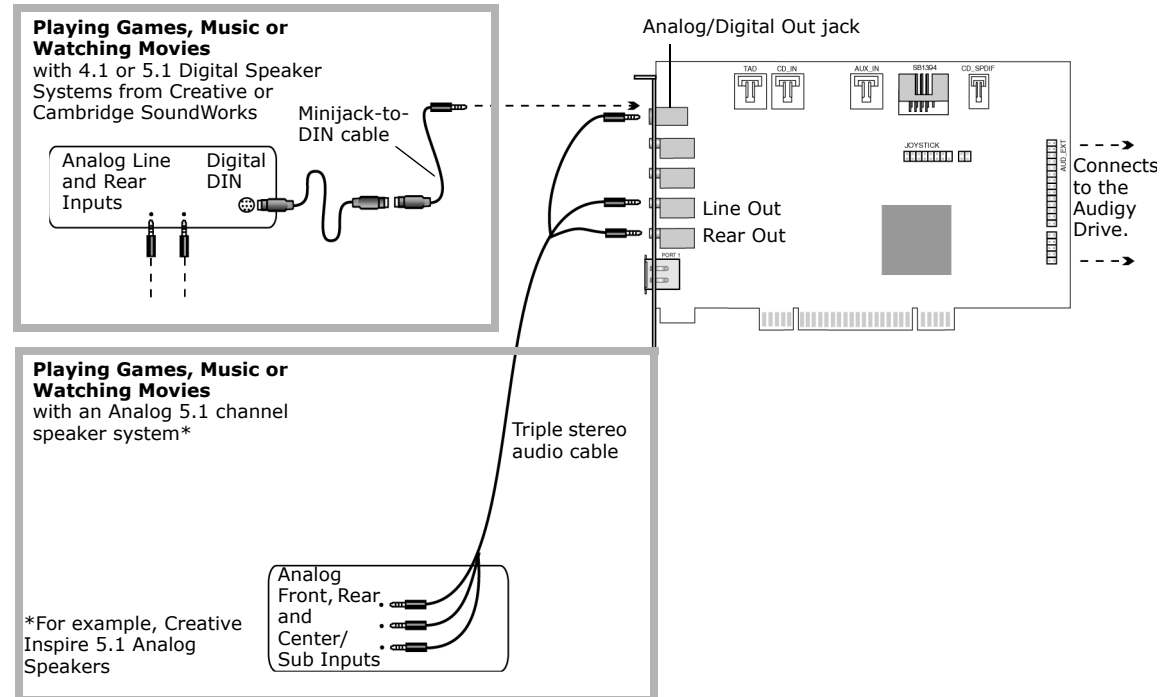 Playing Games, Music or
Watching Movies
with 4.1 or 5.1 Digital Speaker
Systems from Creative or
Cambridge SoundWorks
Minijack-to-
DIN cable
Analog Line
and Rear
Inputs
Digital
DIN
Analog/Digital Out jack
TAD
CD_IN
AUX_IN
SB1394
CD_SPDIF
JOYSTICK
AUD_EXT
Connects
to the
Audigy
Drive.
Line Out
Rear Out
PORT 1
Playing Games, Music or
Watching Movies
with an Analog 5.1 channel
speaker system*
Triple stereo
audio cable
Analog
Front, Rear
and
Center/
Sub Inputs
*For example, Creative
Inspire 5.1 Analog
Speakers